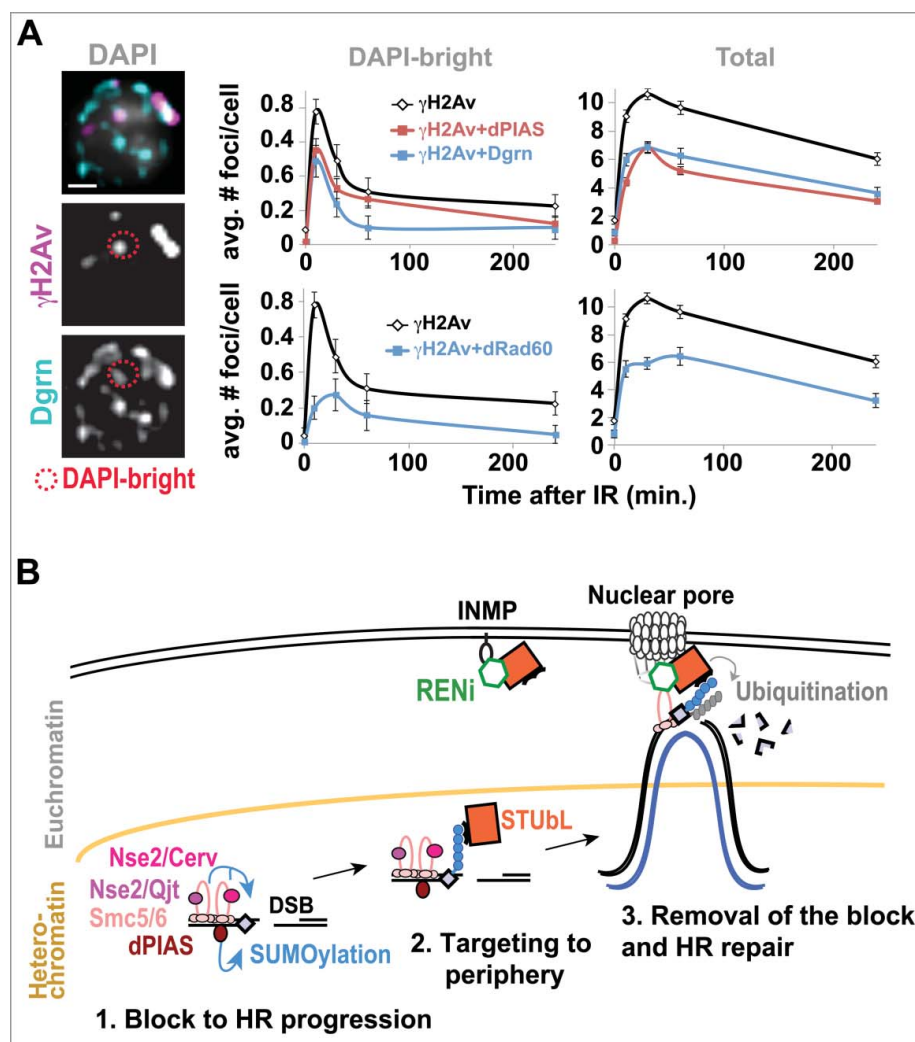 A
DAPI
γH2Av
Dgrn
DAPI-bright
DAPI-bright
Total
avg. # foci/cell
0.8
0.4
0.6
0.2
0
γH2Av
γH2Av+dPIAS
γH2Av+Dgrn
0 100 200
10
8
6
4
2
0
0 100 200
avg. # foci/cell
0.8
0.6
0.2
0
γH2Av
γH2Av+dRad60
0 100 200
10
8
6
4
2
0
0 100 200
Time after IR (min.)
B
INMP
Nuclear pore
RENi
Ubiquitination
Euchromatin
STUbL
Nse2/Cerv
Nse2/Qjt
Smc5/6
dPIAS
DSB
SUMOylation
Hetero-
chromatin
1. Block to HR progression
2. Targeting to
periphery
3. Removal of the block
and HR repair